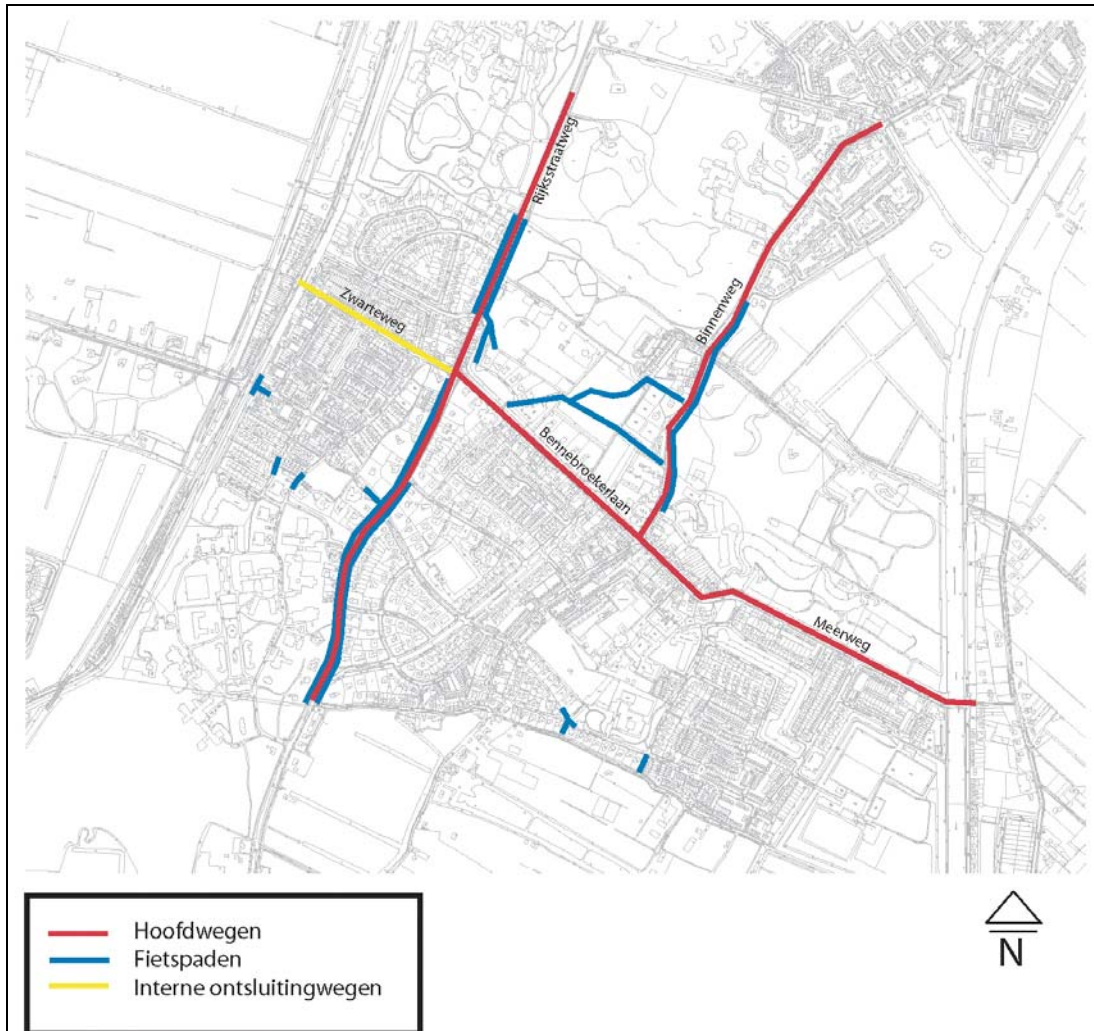 Rijksstraatweg
Zwarteweg
Binnenweg
Bennebroekerlaan
Meerweg
Hoofdwegen
Fietspaden
Interne ontsluitingwegen
N